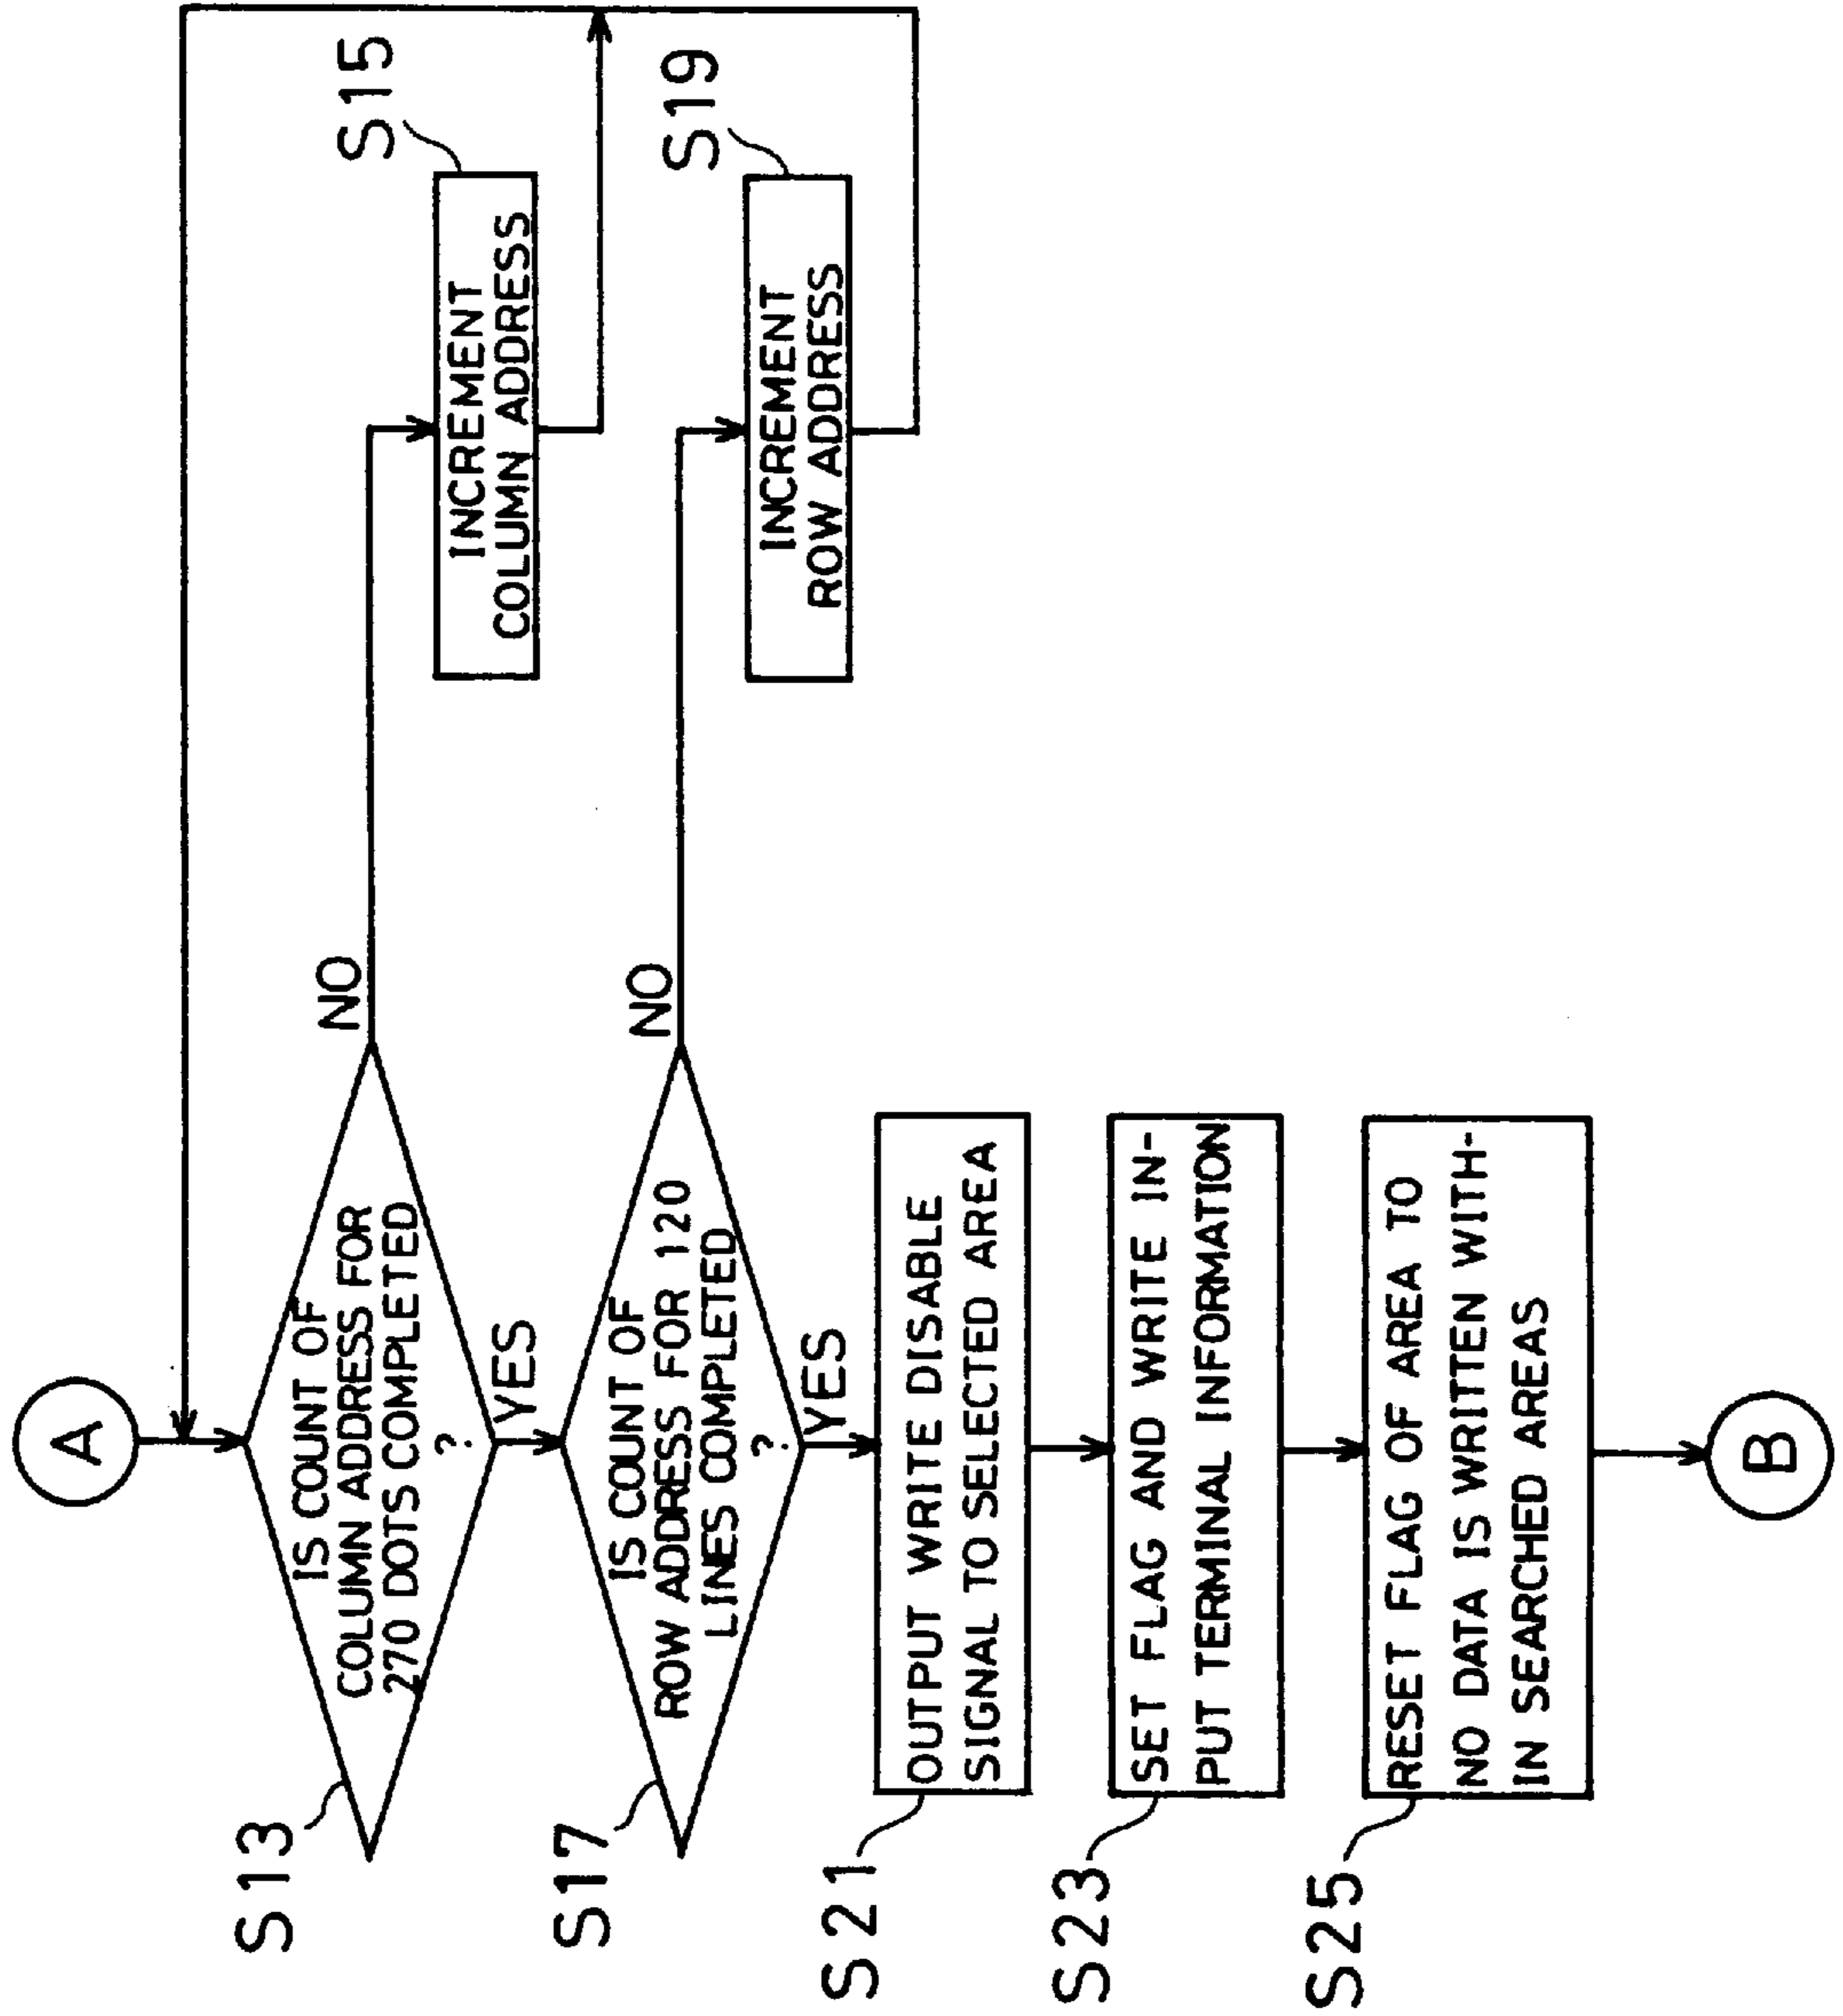 A
S13
IS COUNT OF
COLUMN ADDRESS FOR
270 DOTS COMPLETED
?
NO
YES
S15
INCREMENT
COLUMN ADDRESS
S17
IS COUNT OF
ROW ADDRESS FOR 120
LINES COMPLETED
?
NO
YES
S19
INCREMENT
ROW ADDRESS
S21
OUTPUT WRITE DISABLE
SIGNAL TO SELECTED AREA
S23
SET FLAG AND WRITE IN-
PUT TERMINAL INFORMATION
S25
RESET FLAG OF AREA TO
NO DATA IS WRITTEN WITH-
IN SEARCHED AREAS
B